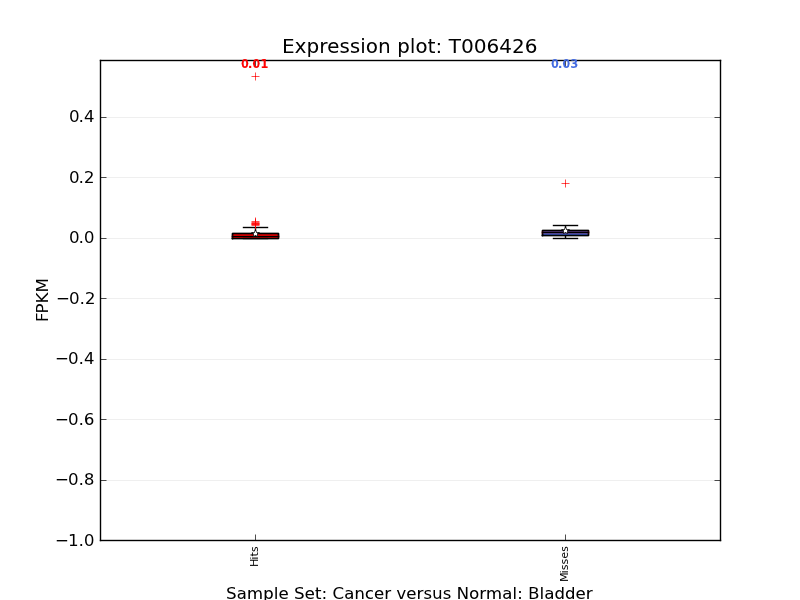 Expression plot: T006426
0.01
0.03
0.4
0.2
0.0
−0.2
−0.4
−0.6
−0.8
−1.0
FPKM
Hits
Misses
Sample Set: Cancer versus Normal: Bladder